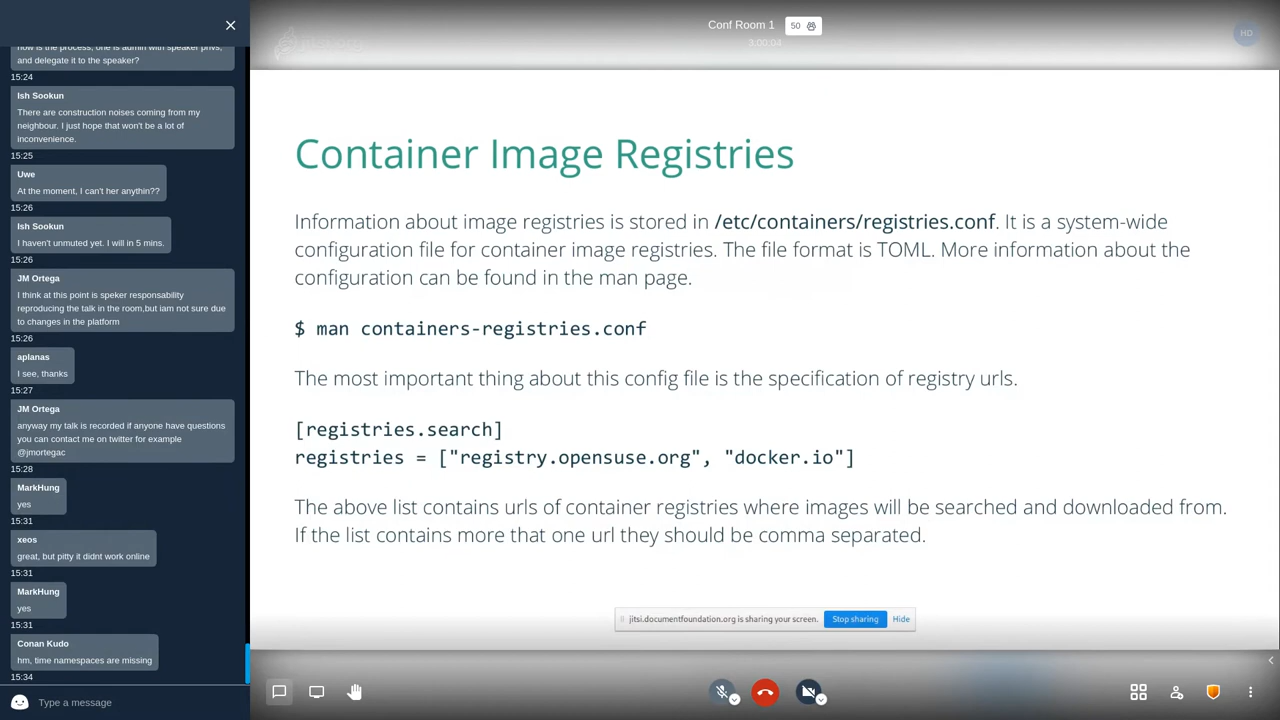 how is the process, one is admin with speaker privs,
and delegate it to the speaker?
15:24
Ish Sookun
There are construction noises coming from my
neighbour. I just hope that won't be a lot of
inconvenience.
15:25
Uwe
At the moment, I can't her anythin??
15:26
Ish Sookun
I haven't unmuted yet. I will in 5 mins.
15:26
JM Ortega
I think at this point is speker responsability
reproducing the talk in the room,but iam not sure due
to changes in the platform
15:26
aplanas
I see, thanks
15:27
JM Ortega
anyway my talk is recorded if anyone have questions
you can contact me on twitter for example
@jmortegac
15:28
MarkHung
yes
15:31
xeos
great, but pitty it didnt work online
15:31
MarkHung
yes
15:31
Conan Kudo
hm, time namespaces are missing
15:34
Type a message
jitsi.org
Conf Room 1
50
3:00:04
HD
Container Image Registries
Information about image registries is stored in /etc/containers/registries.conf. It is a system-wide
configuration file for container image registries. The file format is TOML. More information about the
configuration can be found in the man page.
$ man containers-registries.conf
The most important thing about this config file is the specification of registry urls.
[registries.search]
registries = ["registry.opensuse.org", "docker.io"]
The above list contains urls of container registries where images will be searched and downloaded from.
If the list contains more that one url they should be comma separated.
jitsi.documentfoundation.org is sharing your screen.
Stop sharing
Hide